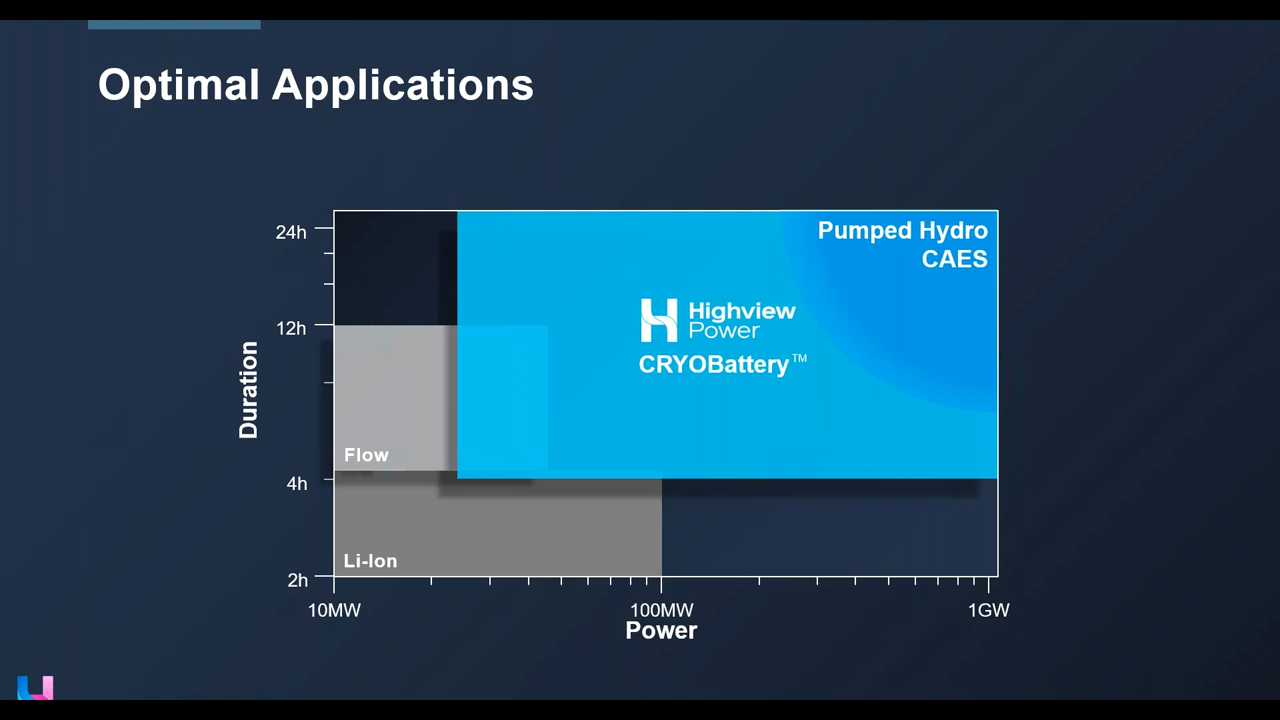 Optimal Applications
24h
12h
4h
2h
Duration
Pumped Hydro
CAES
Highview
Power
CRYOBattery™
Flow
Li-Ion
10MW
100MW
1GW
Power